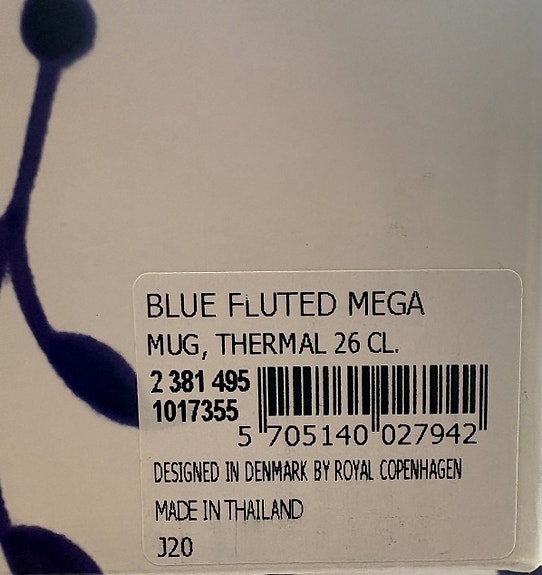 BLUE FLUTED MEGA
MUG, THERMAL 26 CL.
2 381 495
1017355
5 705140 027942
DESIGNED IN DENMARK BY ROYAL COPENHAGEN
MADE IN THAILAND
J20